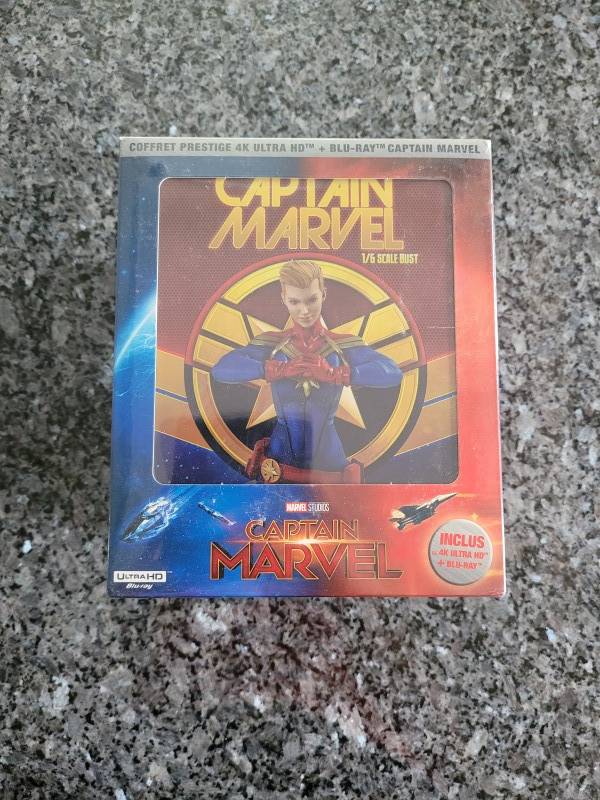 COFFRET PRESTIGE 4K ULTRA HD™ + BLU-RAY™ CAPTAIN MARVEL
CAPTAIN
MARVEL
1/6 SCALE BUST
MARVEL STUDIOS
CAPTAIN
MARVEL
INCLUS
4K ULTRA HD™
+ BLU-RAY™
ULTRA HD
Blu-ray